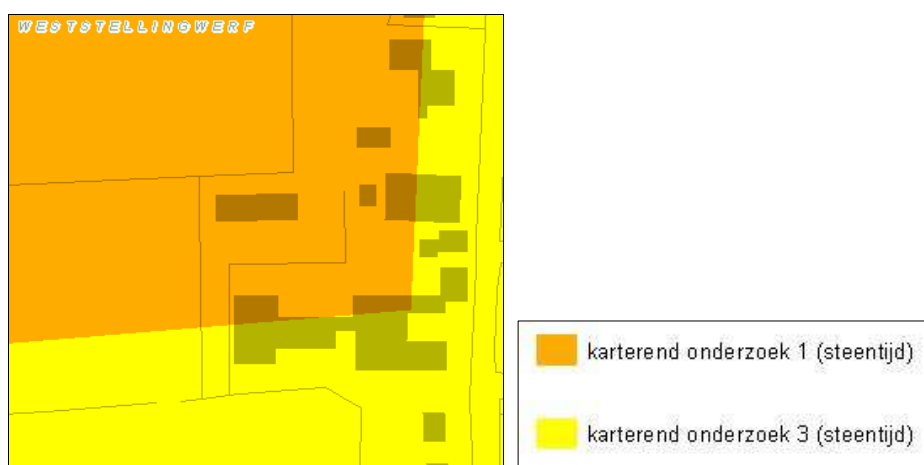 WESTSTELLINGWERF
karterend onderzoek 1 (steentijd)
karterend onderzoek 3 (steentijd)